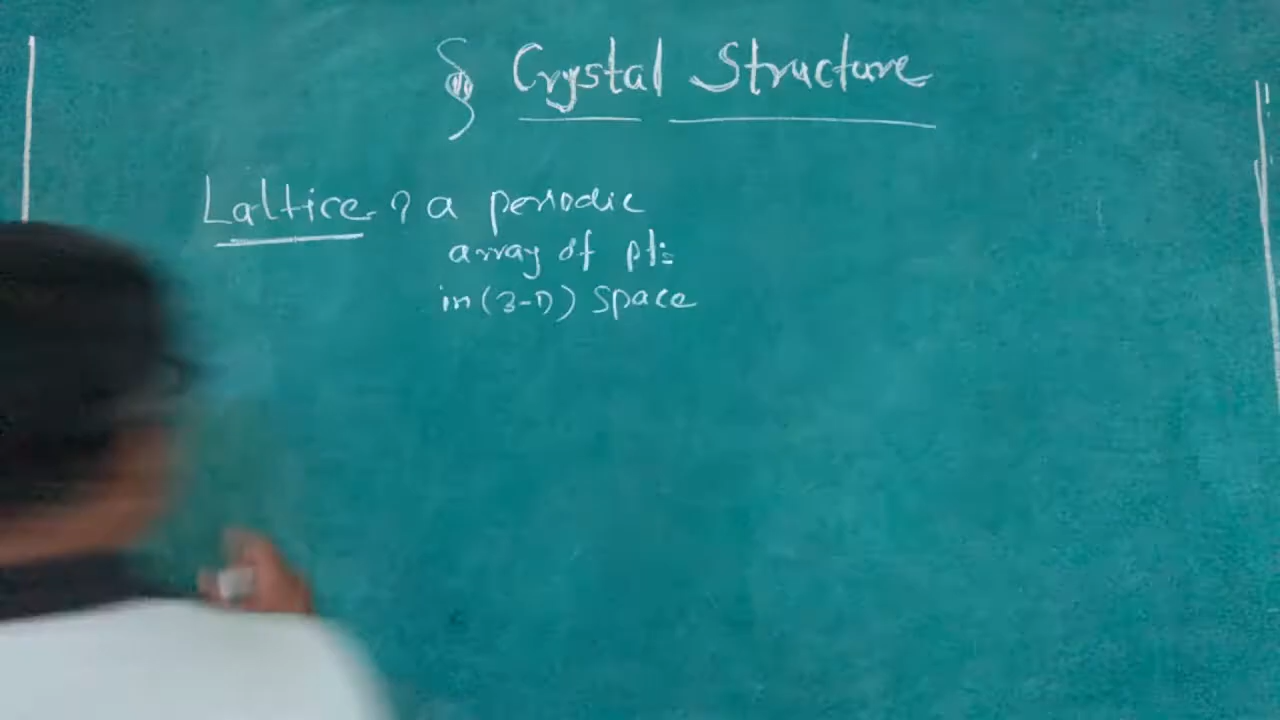 § Crystal Structure
Lattice : a periodic
array of pts
in (3-D) space